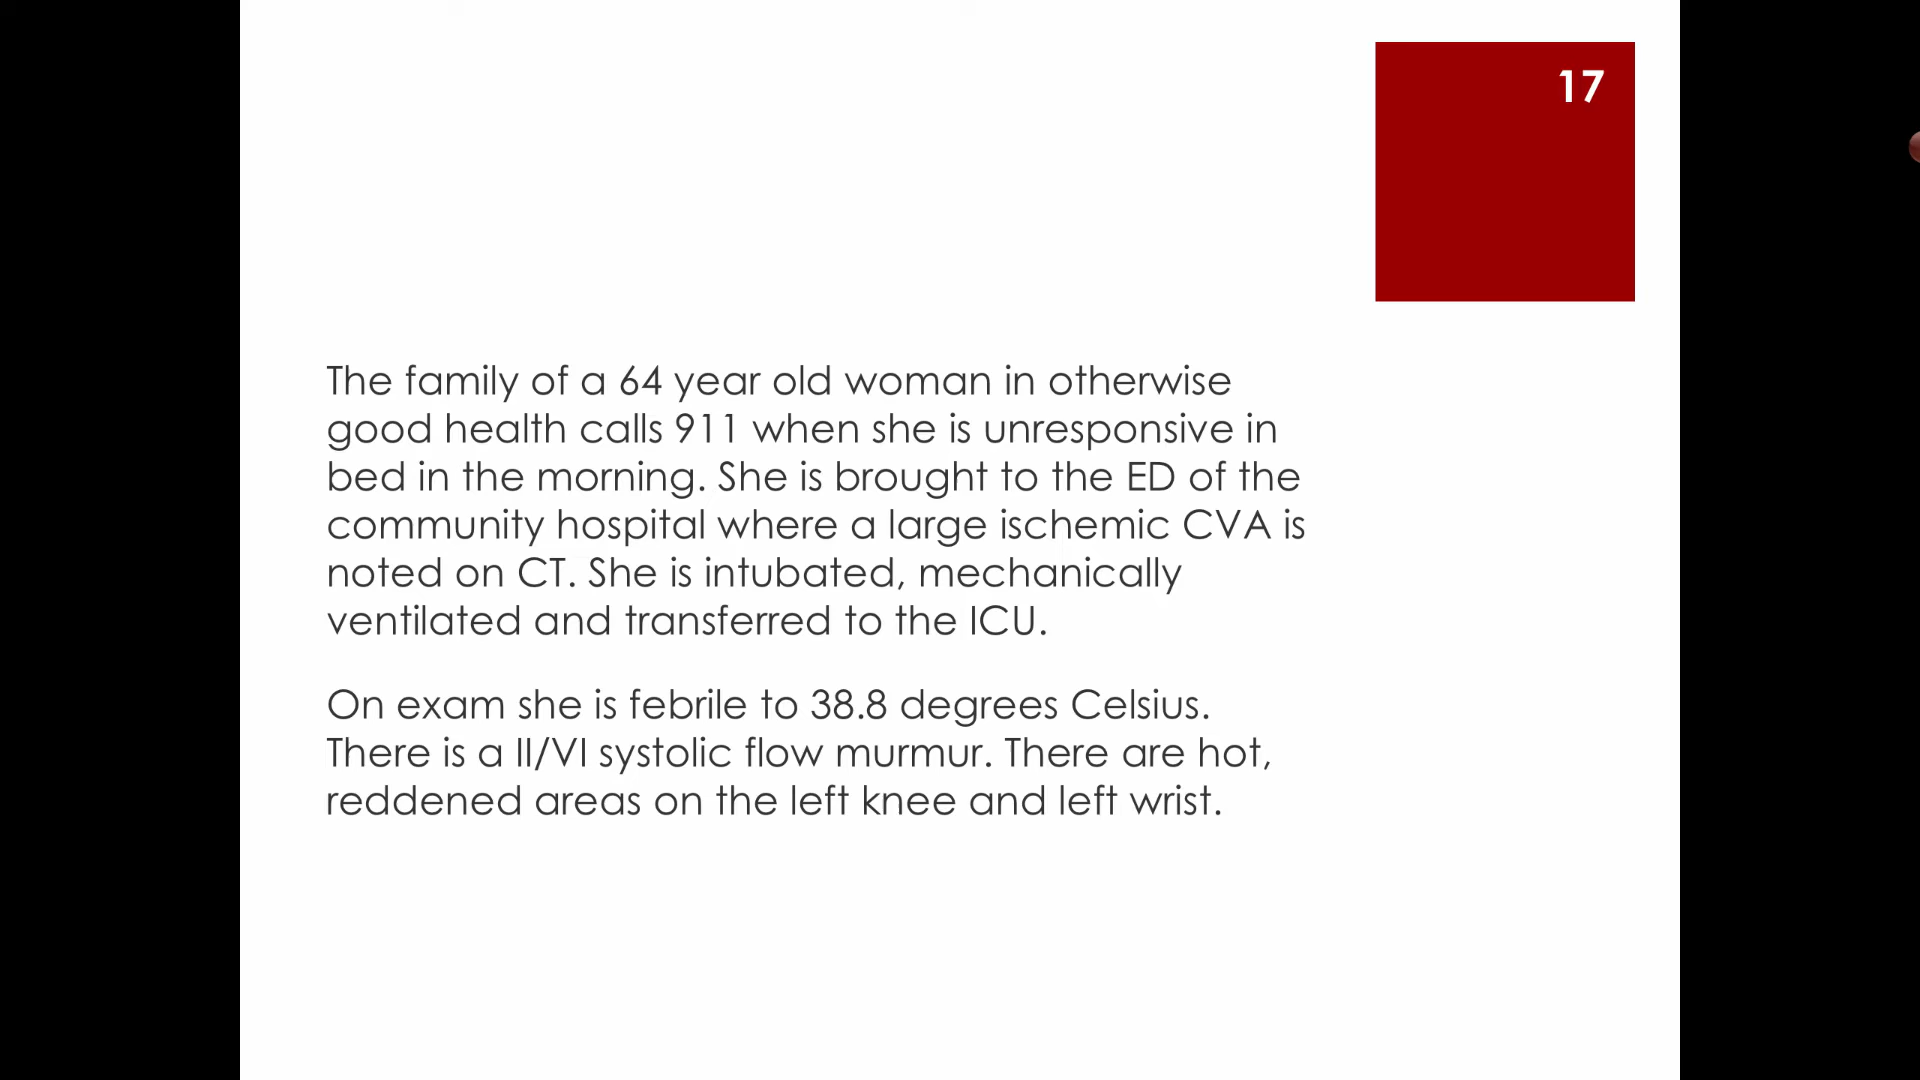 17
The family of a 64 year old woman in otherwise
good health calls 911 when she is unresponsive in
bed in the morning. She is brought to the ED of the
community hospital where a large ischemic CVA is
noted on CT. She is intubated, mechanically
ventilated and transferred to the ICU.
On exam she is febrile to 38.8 degrees Celsius.
There is a II/VI systolic flow murmur. There are hot,
reddened areas on the left knee and left wrist.